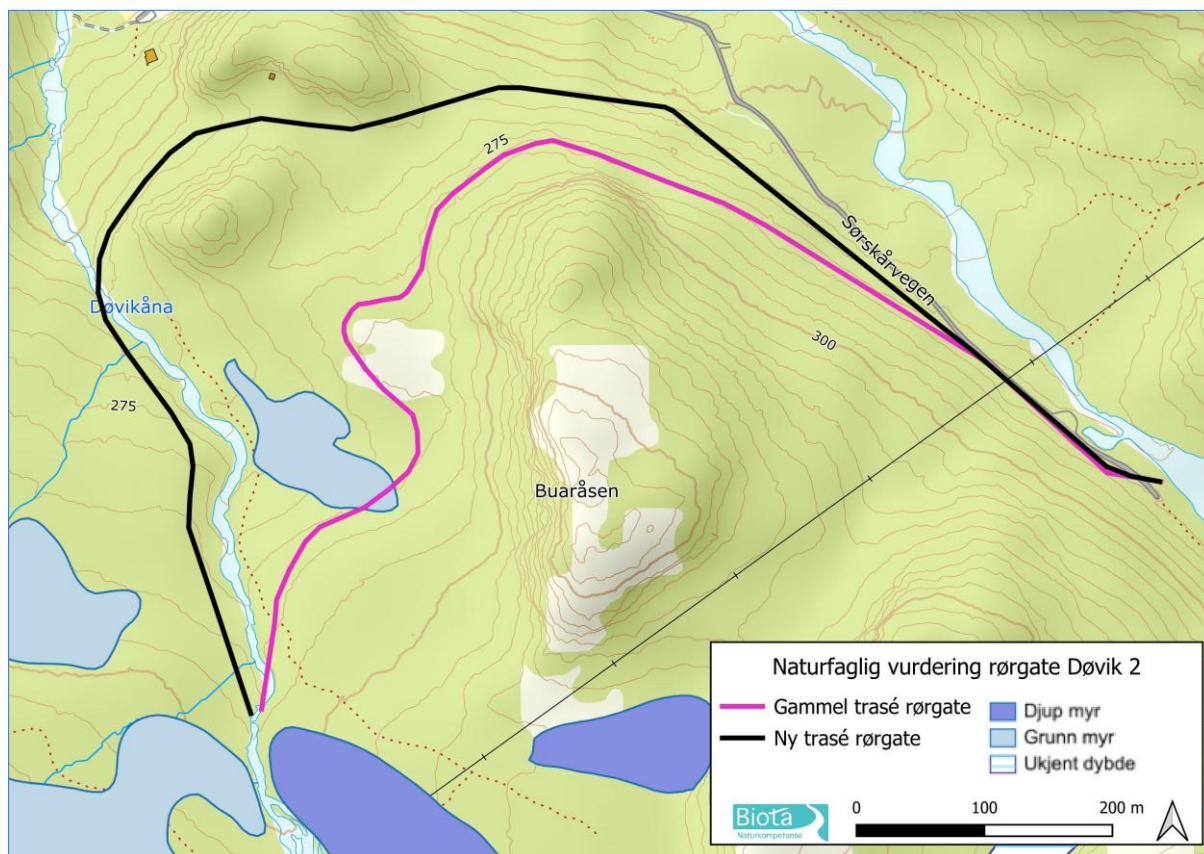 275
Sørskårvegen
Døvikåna
300
275
Buaråsen
Naturfaglig vurdering rørgate Døvik 2
Gammel trasé rørgate
Ny trasé rørgate
Djup myr
Grunn myr
Ukjent dybde
Biota
Naturkompetanse
0 100 200 m